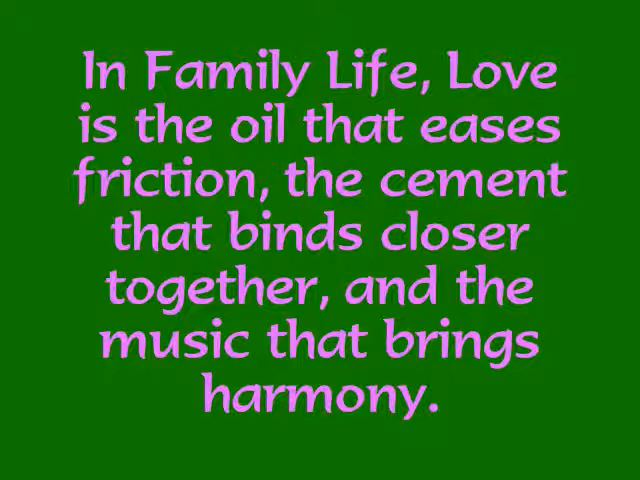 In Family Life, Love
is the oil that eases
friction, the cement
that binds closer
together, and the
music that brings
harmony.